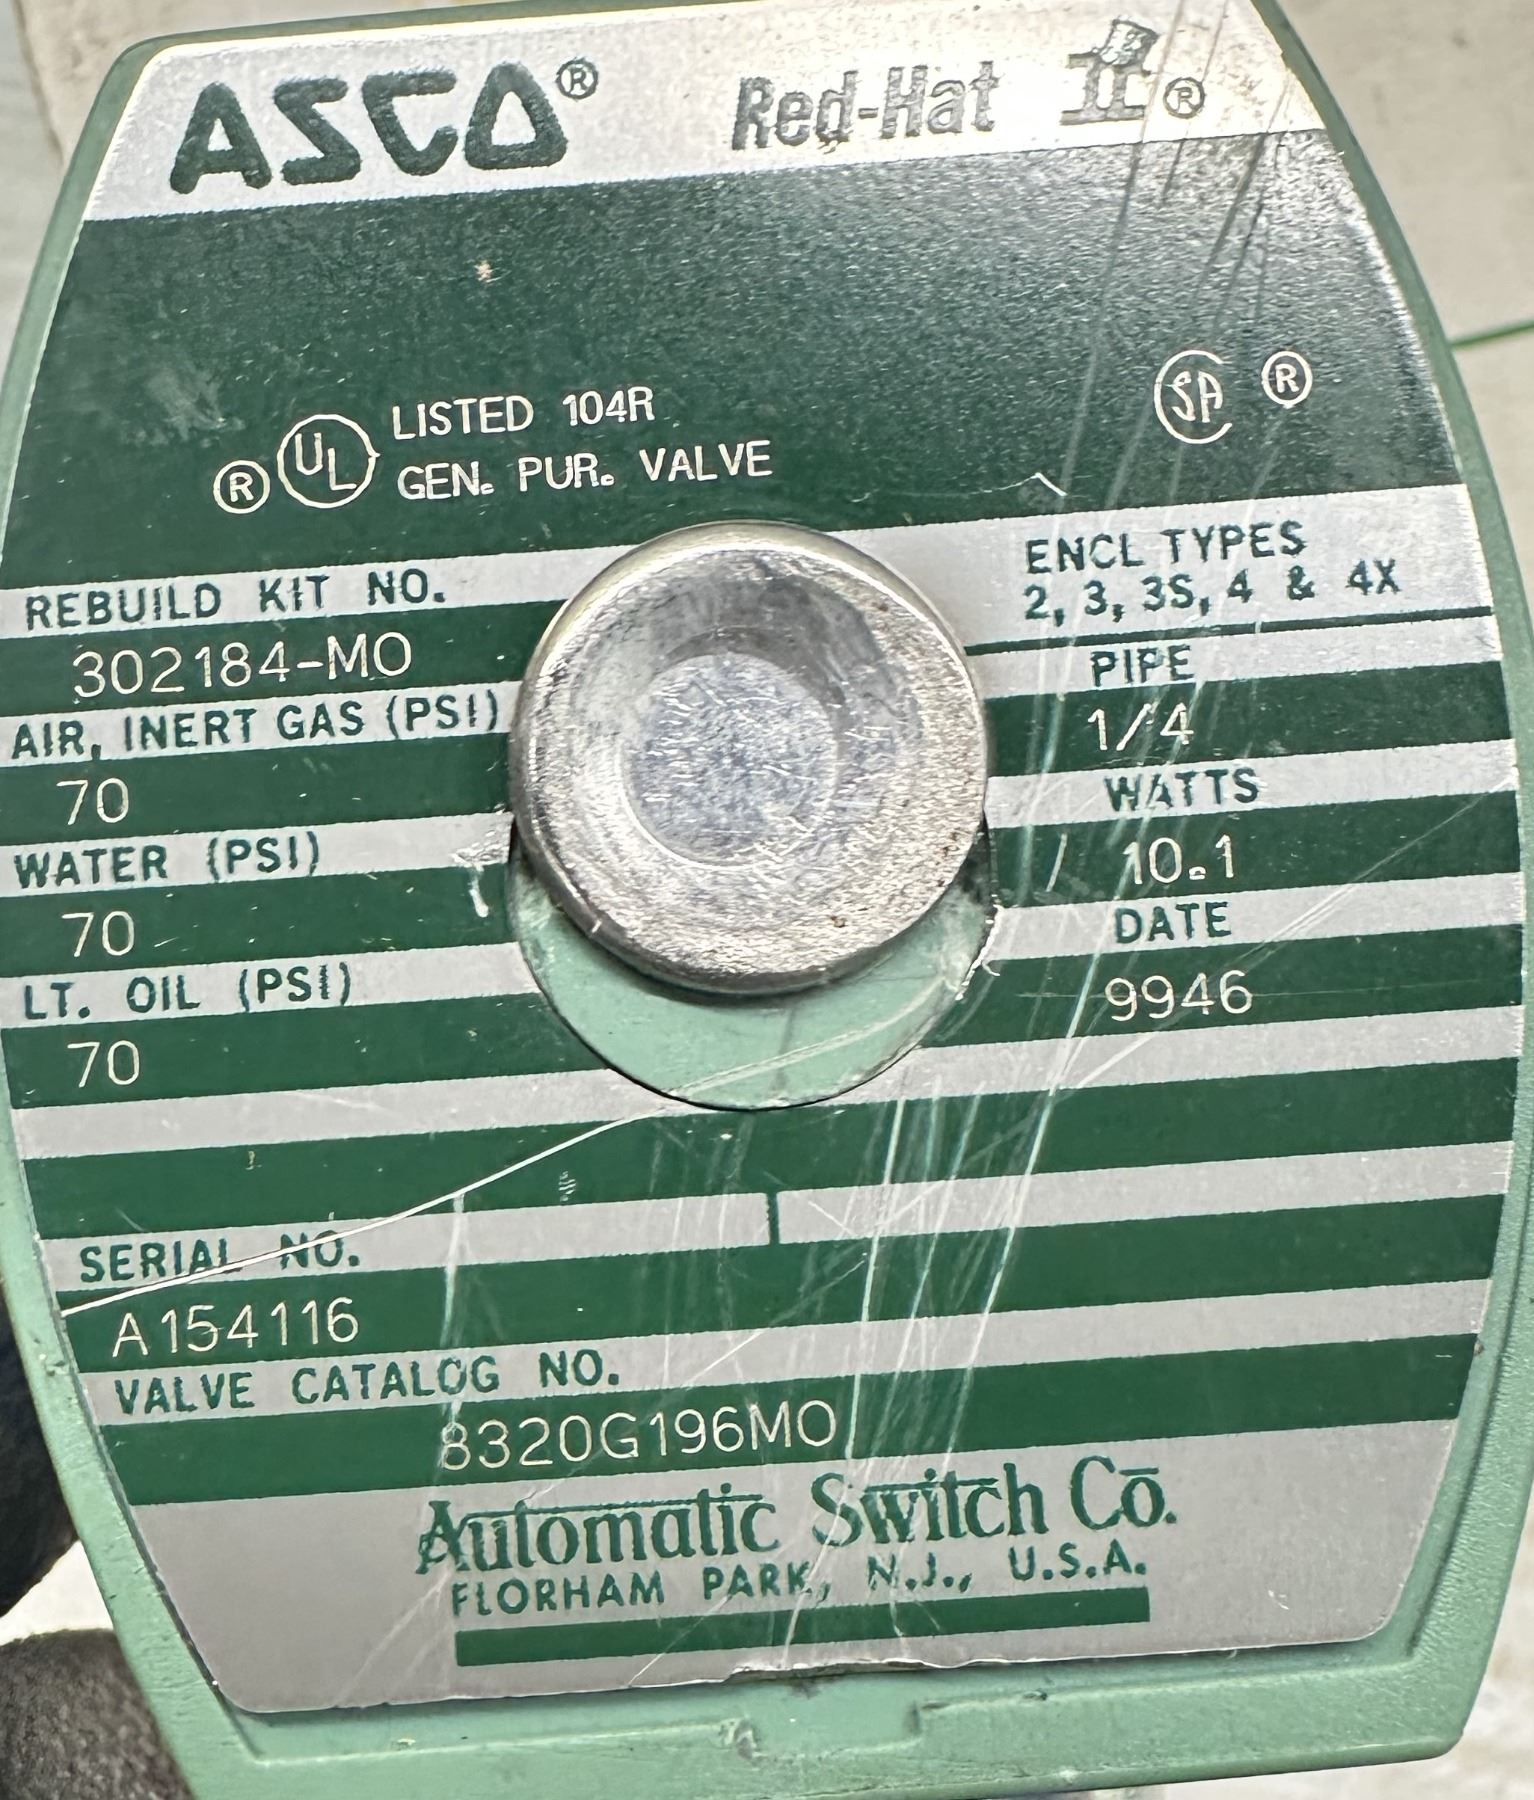 ASCO® Red-Hat II®
® UL LISTED 104R
GEN. PUR. VALVE
SA ®
REBUILD KIT NO.
302184-MO
AIR, INERT GAS (PSI)
70
WATER (PSI)
70
LT. OIL (PSI)
70
ENCL TYPES
2, 3, 3S, 4 & 4X
PIPE
1/4
WATTS
10.1
DATE
9946
SERIAL NO.
A154116
VALVE CATALOG NO.
8320G196MO
Automatic Switch Co.
FLORHAM PARK, N.J., U.S.A.